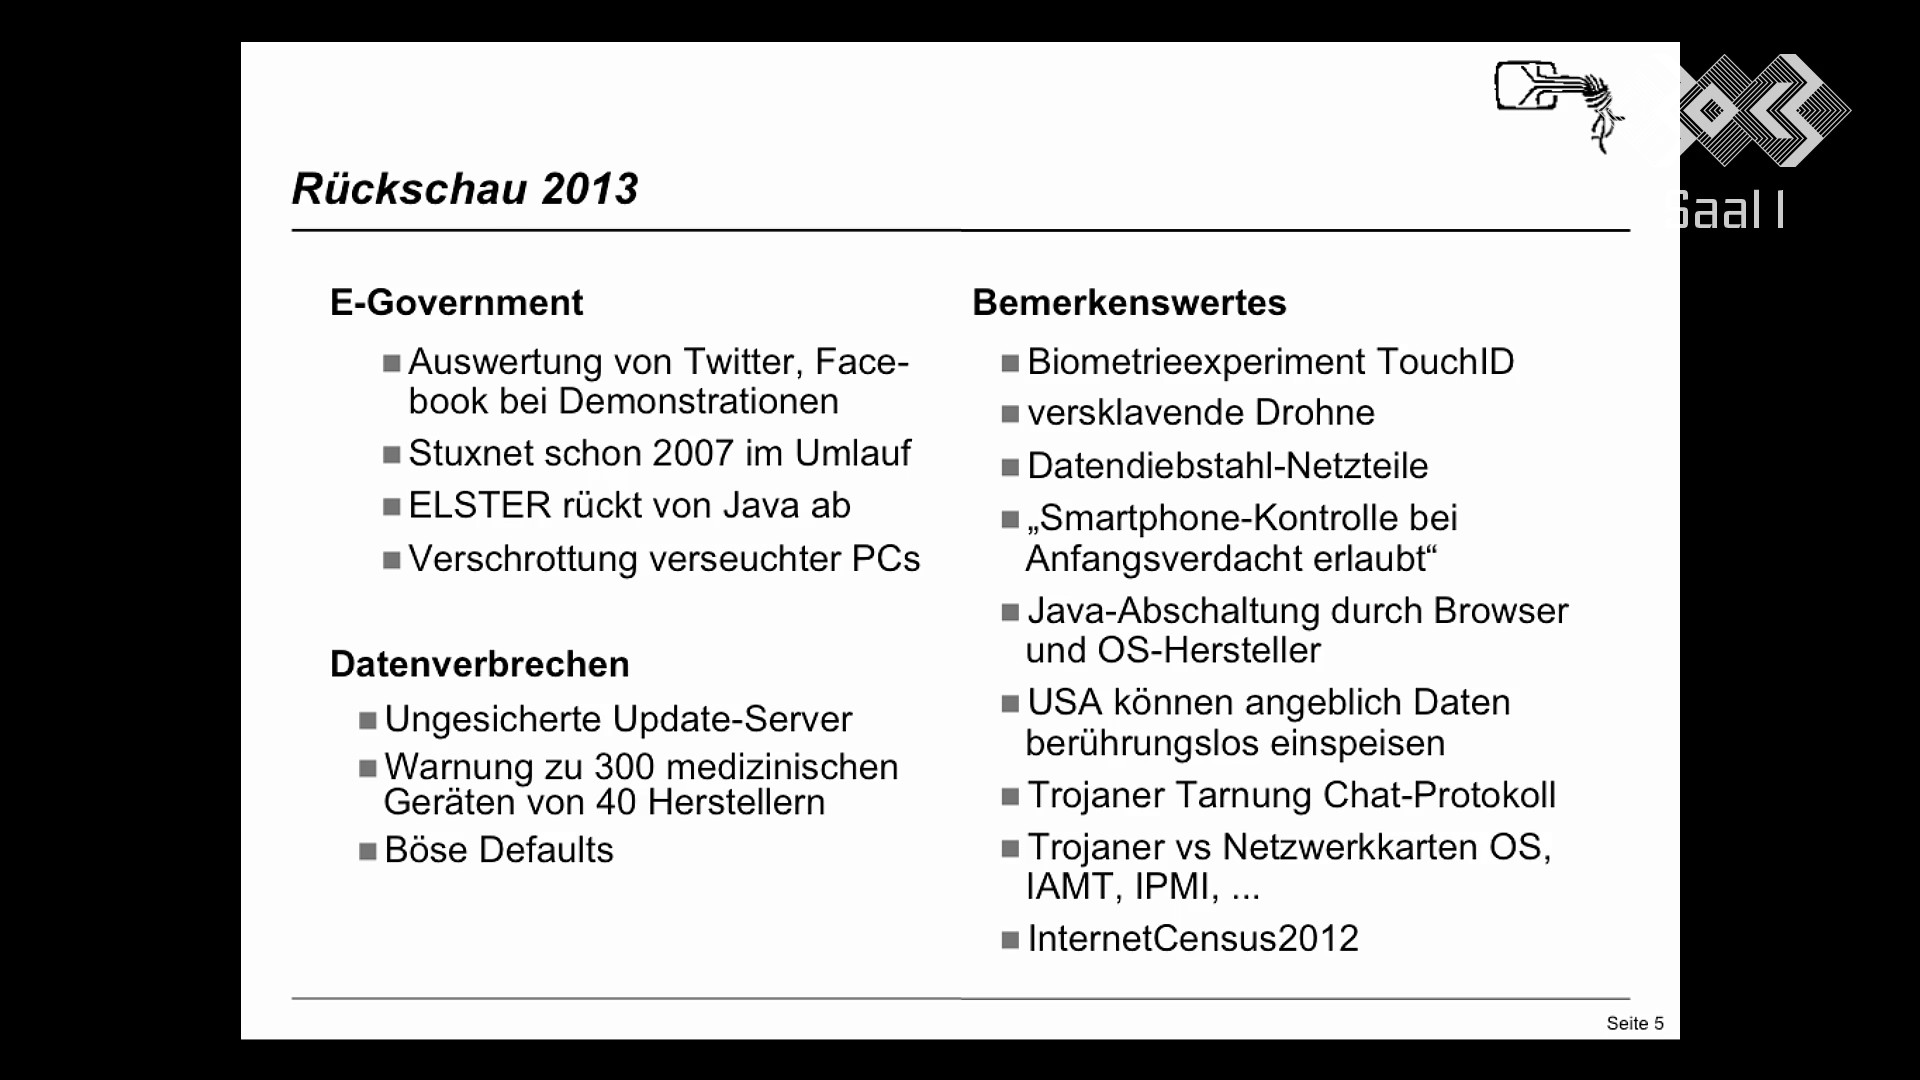 Saal 1
Rückschau 2013
E-Government
Auswertung von Twitter, Face-
book bei Demonstrationen
Stuxnet schon 2007 im Umlauf
ELSTER rückt von Java ab
Verschrottung verseuchter PCs
Datenverbrechen
Ungesicherte Update-Server
Warnung zu 300 medizinischen
Geräten von 40 Herstellern
Böse Defaults
Bemerkenswertes
Biometrieexperiment TouchID
versklavende Drohne
Datendiebstahl-Netzteile
„Smartphone-Kontrolle bei
Anfangsverdacht erlaubt“
Java-Abschaltung durch Browser
und OS-Hersteller
USA können angeblich Daten
berührungslos einspeisen
Trojaner Tarnung Chat-Protokoll
Trojaner vs Netzwerkkarten OS,
IAMT, IPMI, ...
InternetCensus2012
Seite 5